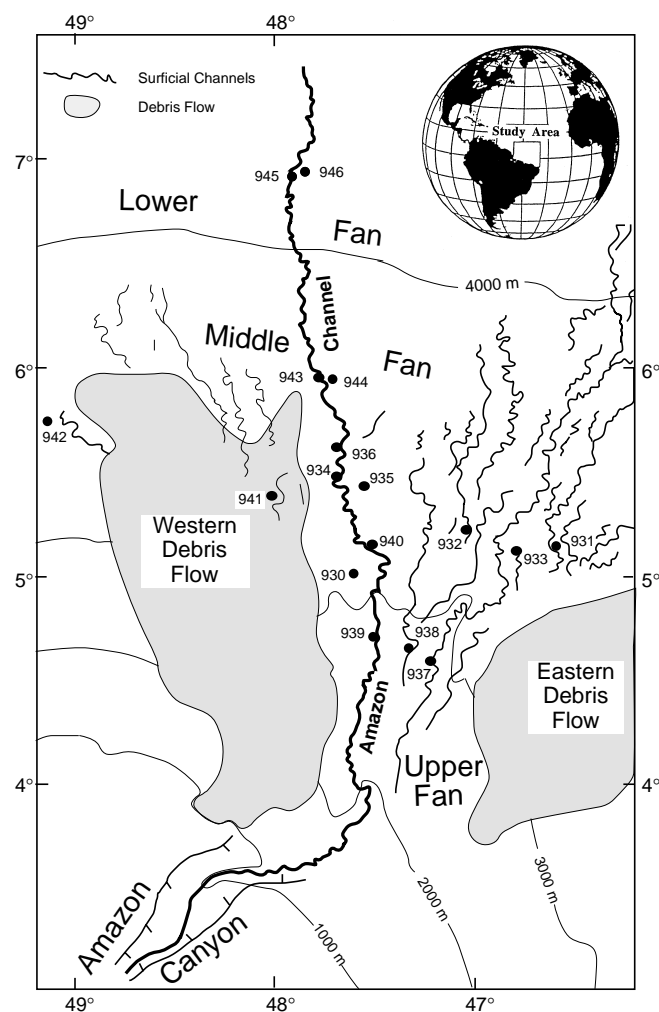 49°
48°
Surficial Channels
Debris Flow
Study Area
7°
945
946
Lower
Fan
4000 m
Channel
Middle
Fan
6°
6°
943
944
942
936
934
935
941
940
932
933
931
Western
Debris
Flow
930
5°
5°
939
938
937
Eastern
Debris
Flow
Amazon
Upper
Fan
4°
4°
3000 m
2000 m
1000 m
Amazon
Canyon
49°
48°
47°